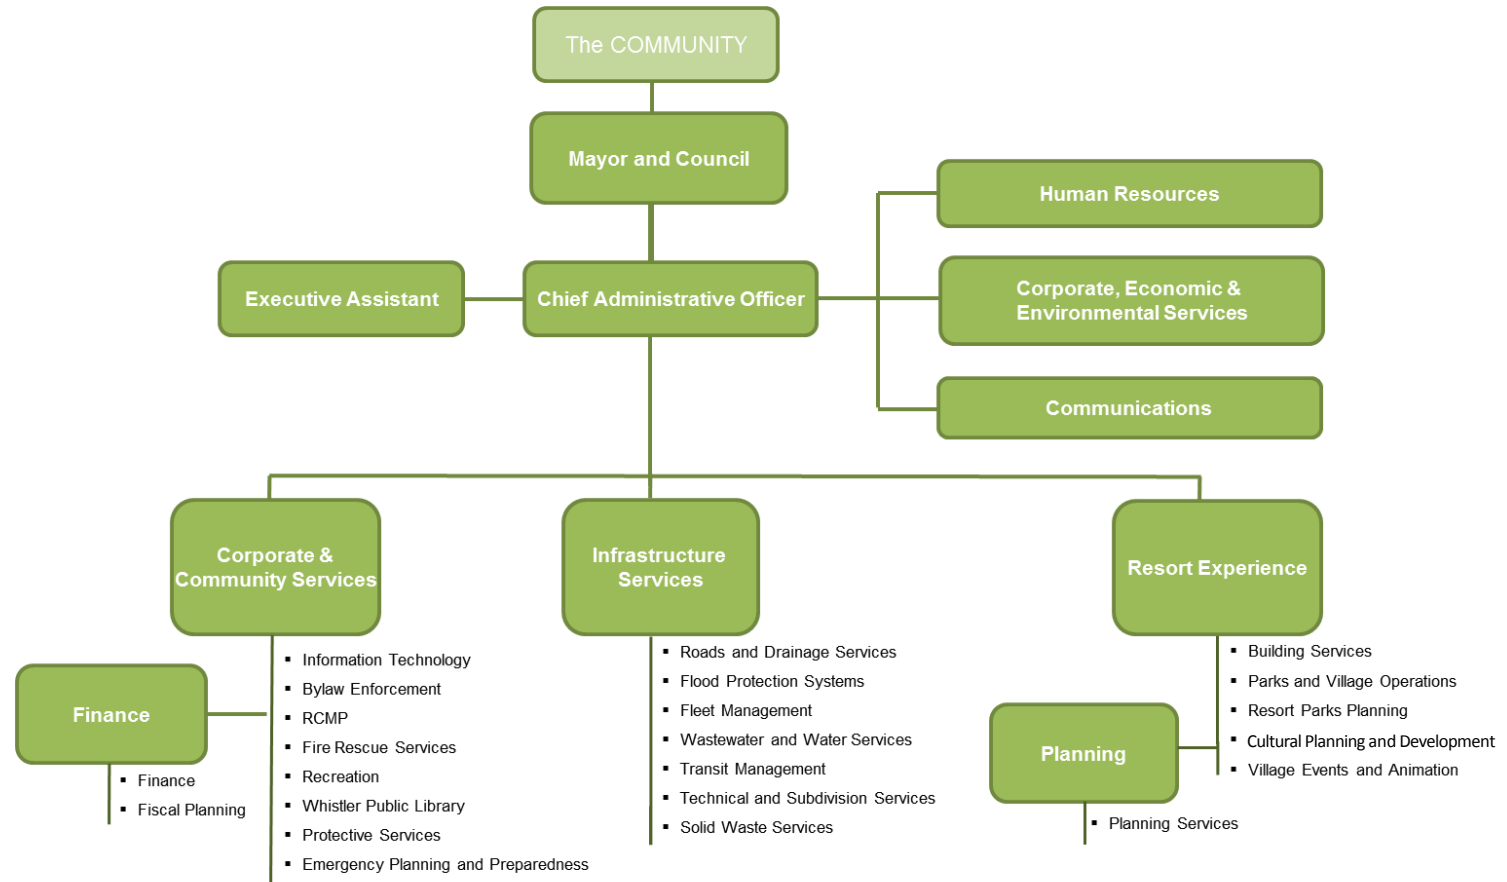 The COMMUNITY
Mayor and Council
Human Resources
Executive Assistant
Chief Administrative Officer
Corporate, Economic &
Environmental Services
Communications
Corporate &
Community Services
Infrastructure
Services
Resort Experience
Finance
▪ Finance
▪ Fiscal Planning
▪ Information Technology
▪ Bylaw Enforcement
▪ RCMP
▪ Fire Rescue Services
▪ Recreation
▪ Whistler Public Library
▪ Protective Services
▪ Emergency Planning and Preparedness
▪ Roads and Drainage Services
▪ Flood Protection Systems
▪ Fleet Management
▪ Wastewater and Water Services
▪ Transit Management
▪ Technical and Subdivision Services
▪ Solid Waste Services
Planning
▪ Planning Services
▪ Building Services
▪ Parks and Village Operations
▪ Resort Parks Planning
▪ Cultural Planning and Development
▪ Village Events and Animation